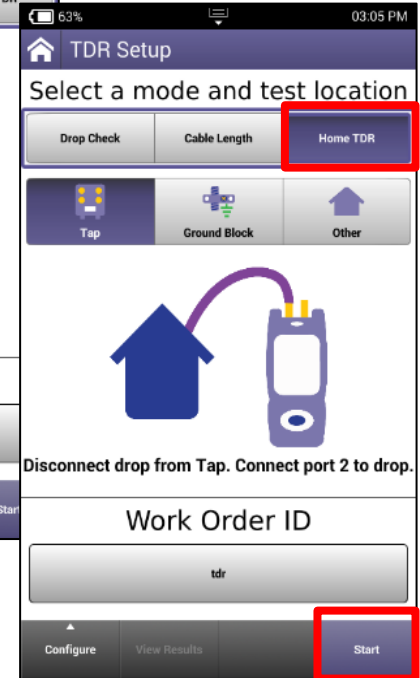 63%
03:05 PM
TDR Setup
Select a mode and test location
Drop Check
Cable Length
Home TDR
Tap
Ground Block
Other
Disconnect drop from Tap. Connect port 2 to drop.
Work Order ID
tdr
Configure
View Results
Start